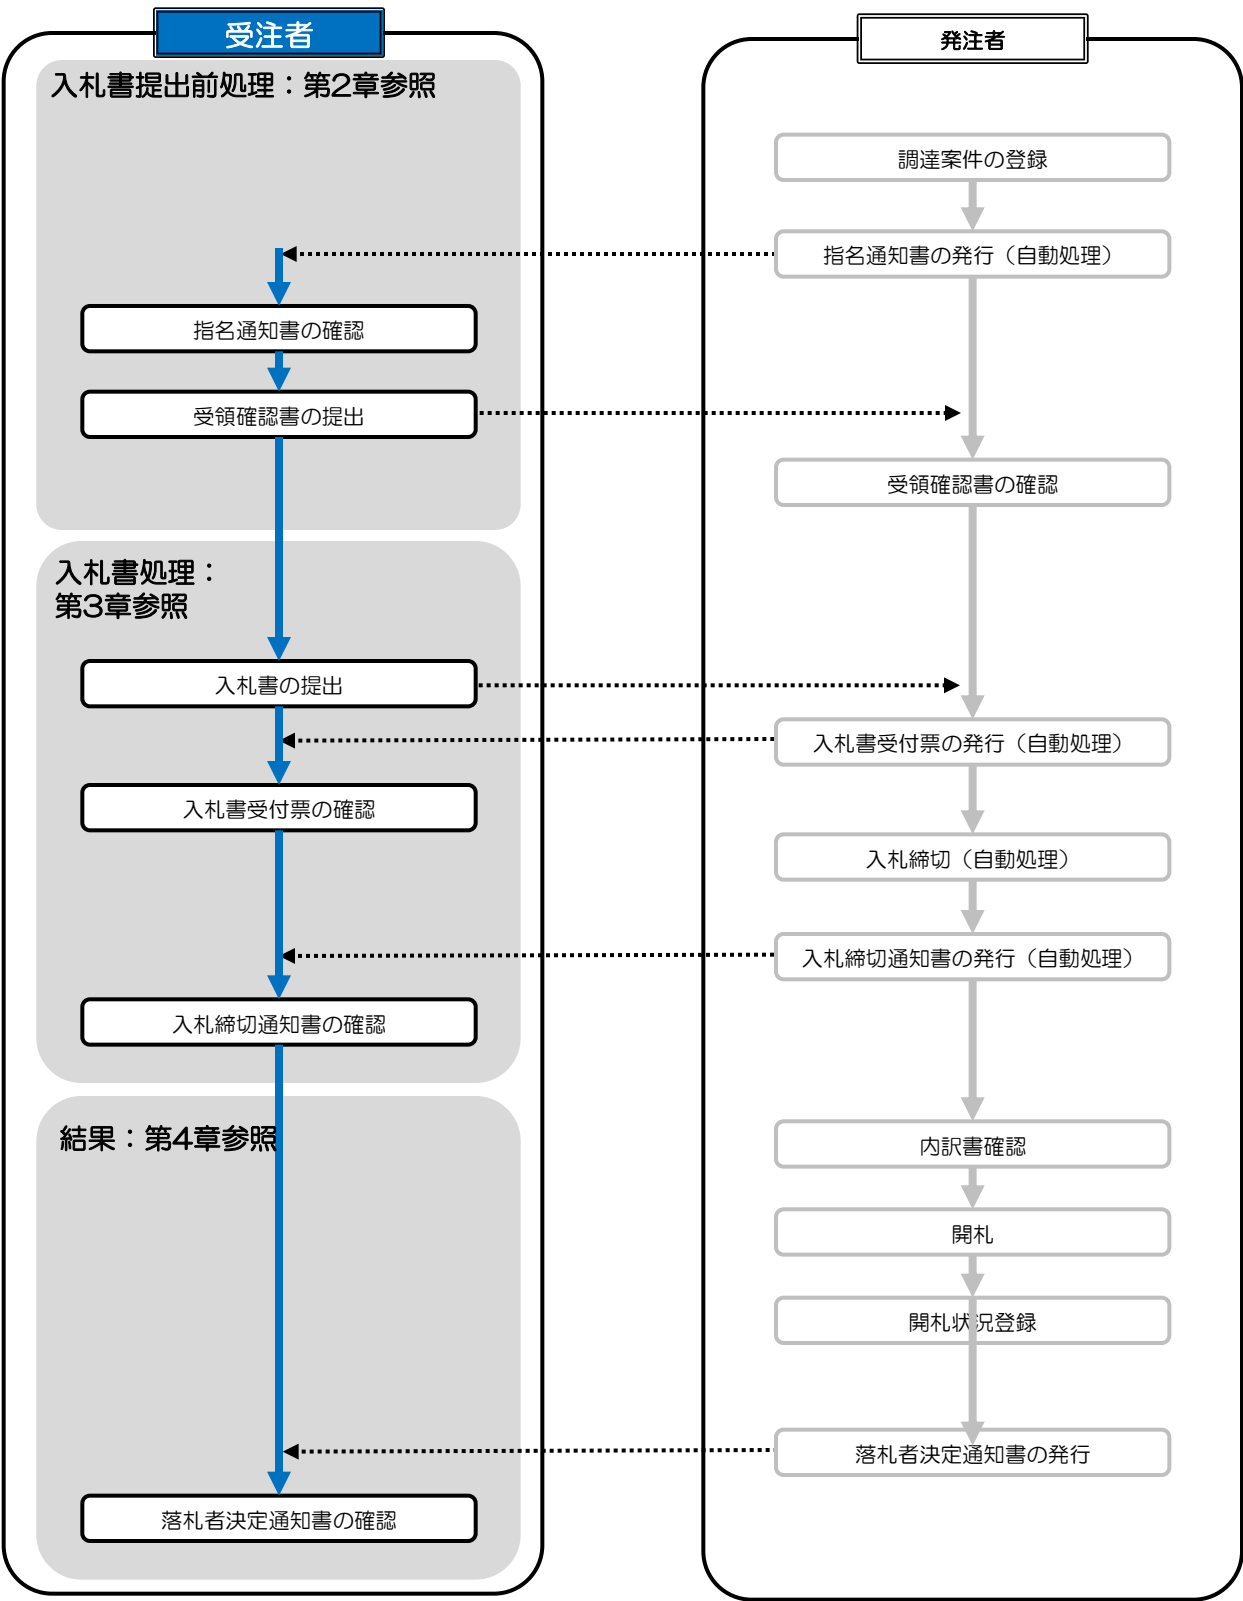 受注者
入札書提出前処理：第2章参照
指名通知書の確認
受領確認書の提出
入札書処理：
第3章参照
入札書の提出
入札書受付票の確認
入札締切通知書の確認
結果：第4章参照
落札者決定通知書の確認
発注者
調達案件の登録
指名通知書の発行（自動処理）
受領確認書の確認
入札書受付票の発行（自動処理）
入札締切（自動処理）
入札締切通知書の発行（自動処理）
内訳書確認
開札
開札状況登録
落札者決定通知書の発行